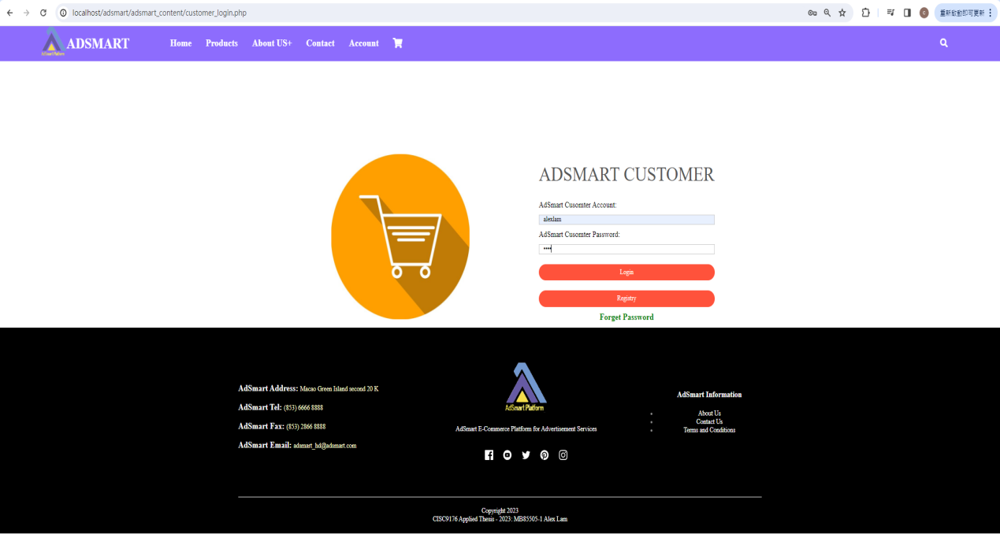 localhost/adsmart/adsmart_content/customer_login.php
C
重新啟動即可更新
AdSmart Platform
ADSMART
Home Products About US+ Contact Account
ADSMART CUSTOMER
AdSmart Cusomter Account:
alexlam
AdSmart Cusomter Password:
••••
Login
Registry
Forget Password
AdSmart Address: Macao Green Island second 20 K
AdSmart Tel: (853) 6666 8888
AdSmart Fax: (853) 2866 8888
AdSmart Email: adsmart_hd@adsmart.com
AdSmart Platform
AdSmart E-Commerce Platform for Advertisement Services
AdSmart Information
About Us
Contact Us
Terms and Conditions
Copyright 2023
CISC9176 Applied Thesis - 2023: MB85505-1 Alex Lam